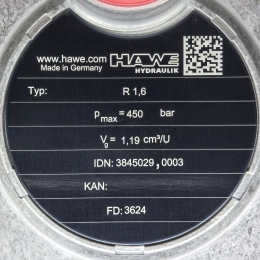 www.hawe.com HAWE
Made in Germany HYDRAULIK
Typ: R 1,6
pmax = 450 bar
Vg = 1,19 cm³/U
IDN: 3845029,0003
KAN:
FD: 3624